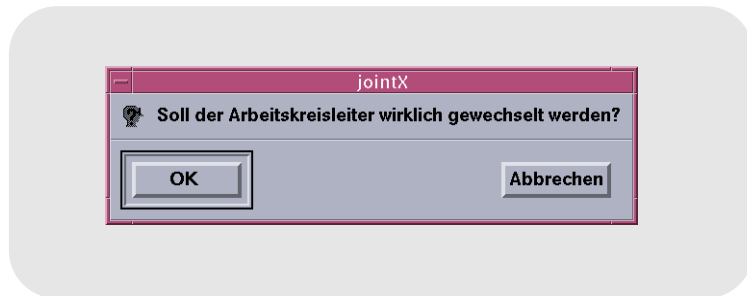 jointX
Soll der Arbeitskreisleiter wirklich gewechselt werden?
OK
Abbrechen